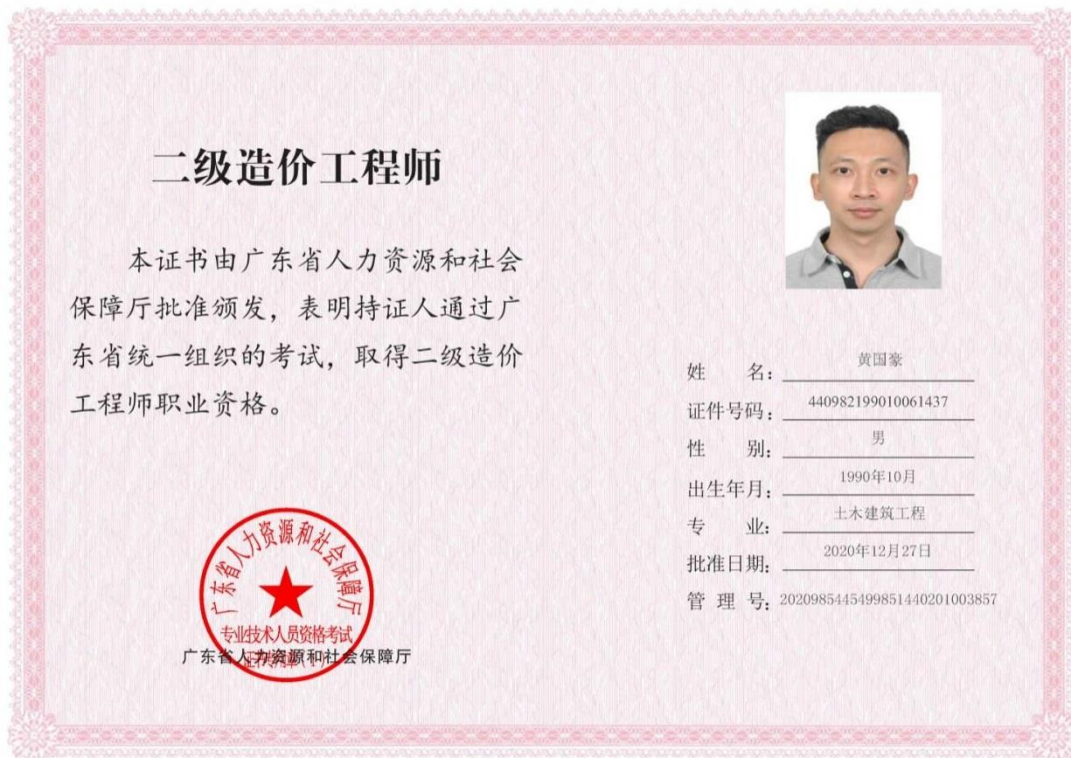 二级造价工程师
本证书由广东省人力资源和社会
保障厅批准颁发，表明持证人通过广
东省统一组织的考试，取得二级造价
工程师职业资格。
姓 名：黄国豪
证件号码：440982199010061437
性 别：男
出生年月：1990年10月
专 业：土木建筑工程
批准日期：2020年12月27日
管 理 号：20209854454998514402010​03857
广东省人力资源和社会保障厅
专业技术人员资格考试
广东省人力资源和社会保障厅